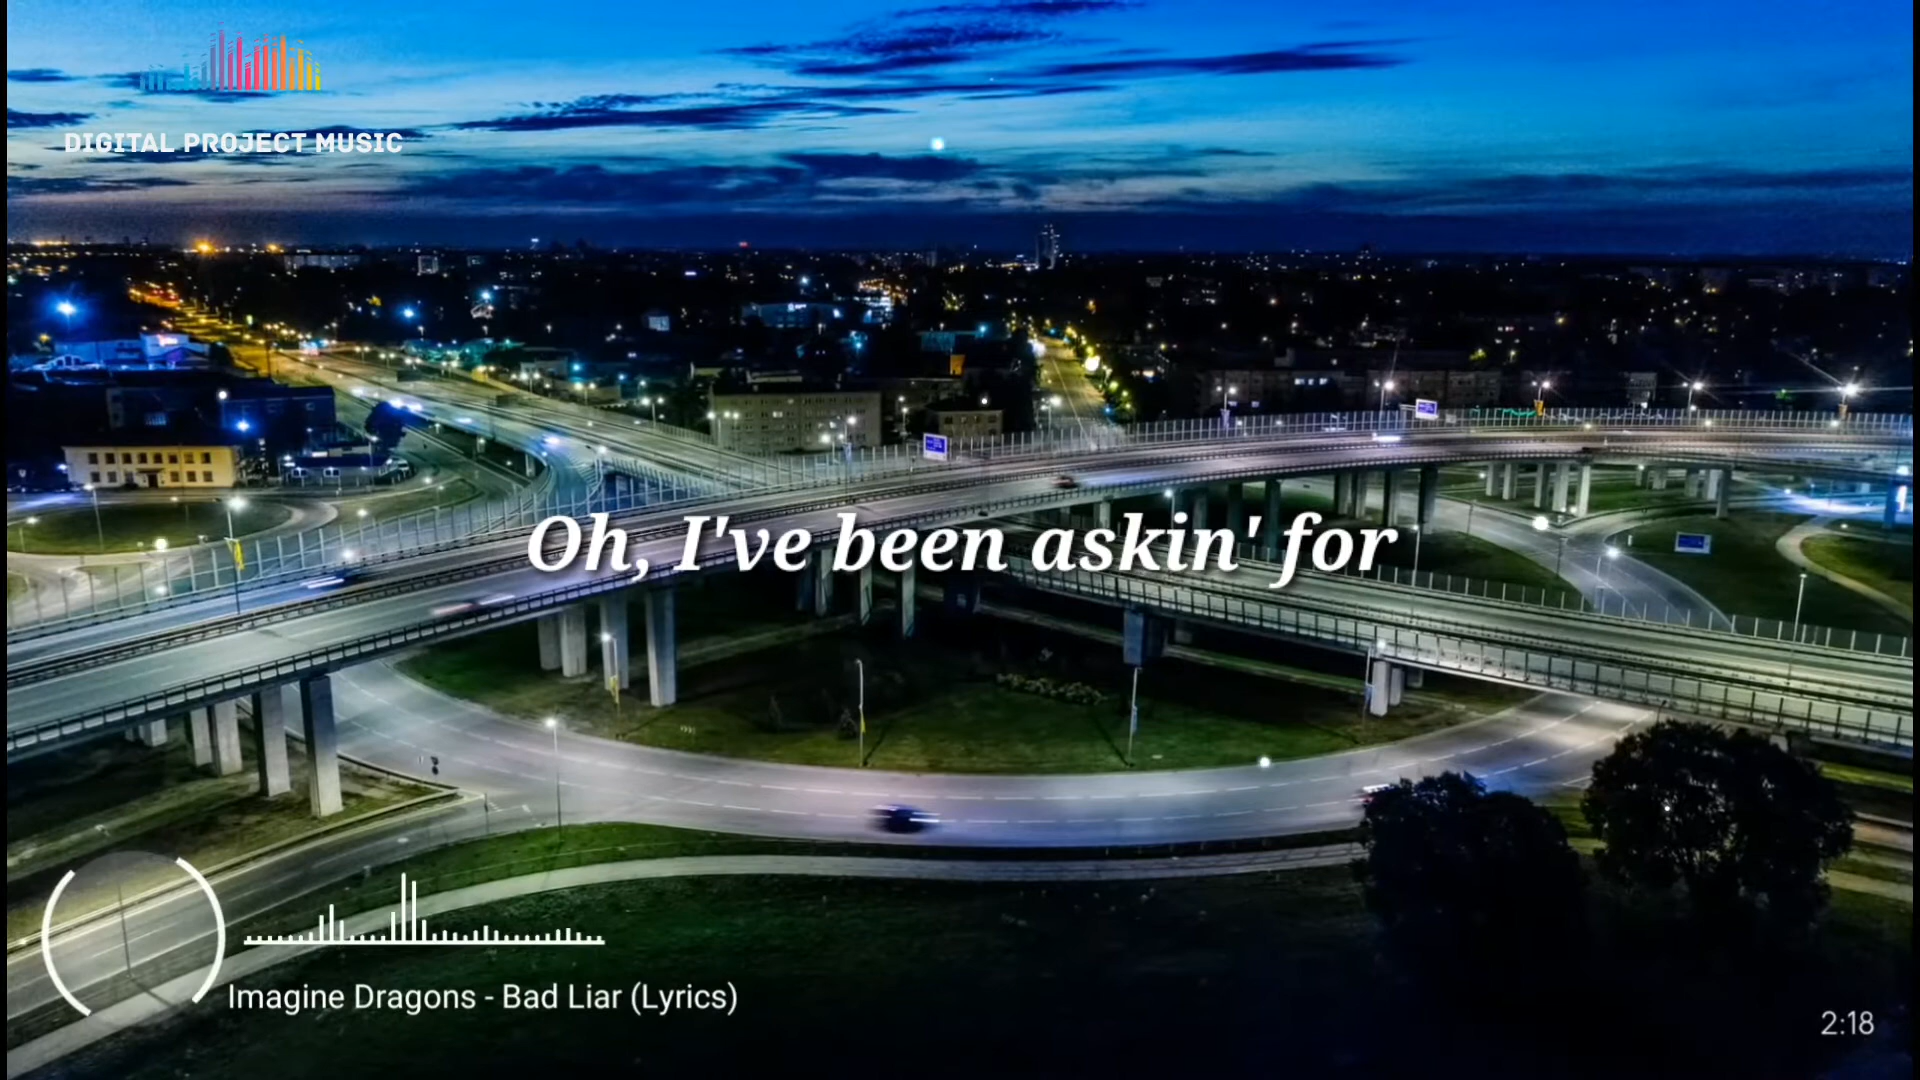 DIGITAL PROJECT MUSIC
Oh, I've been askin' for
Imagine Dragons - Bad Liar (Lyrics)
2:18